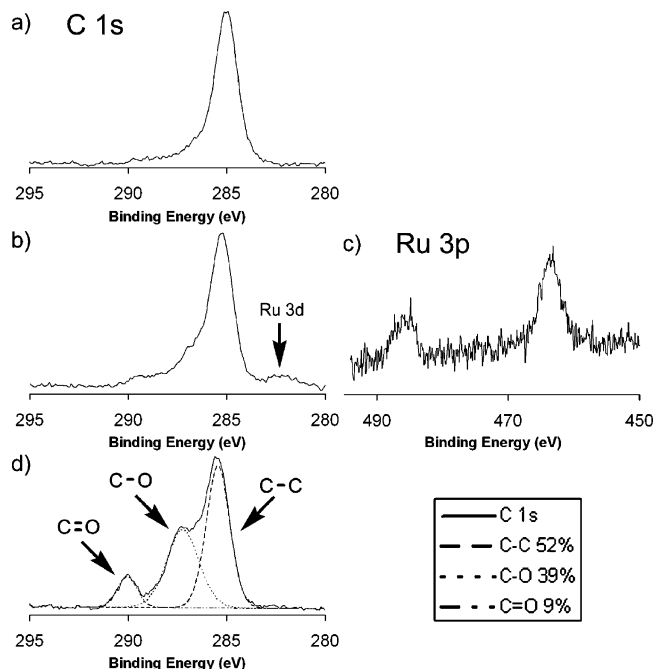 a) C 1s
295 290 285 280
Binding Energy (eV)
b)
Ru 3d
295 290 285 280
Binding Energy (eV)
c) Ru 3p
490 470 450
Binding Energy (eV)
d)
C-O
C-C
C=O
295 290 285 280
Binding Energy (eV)
C 1s
C-C 52%
C-O 39%
C=O 9%